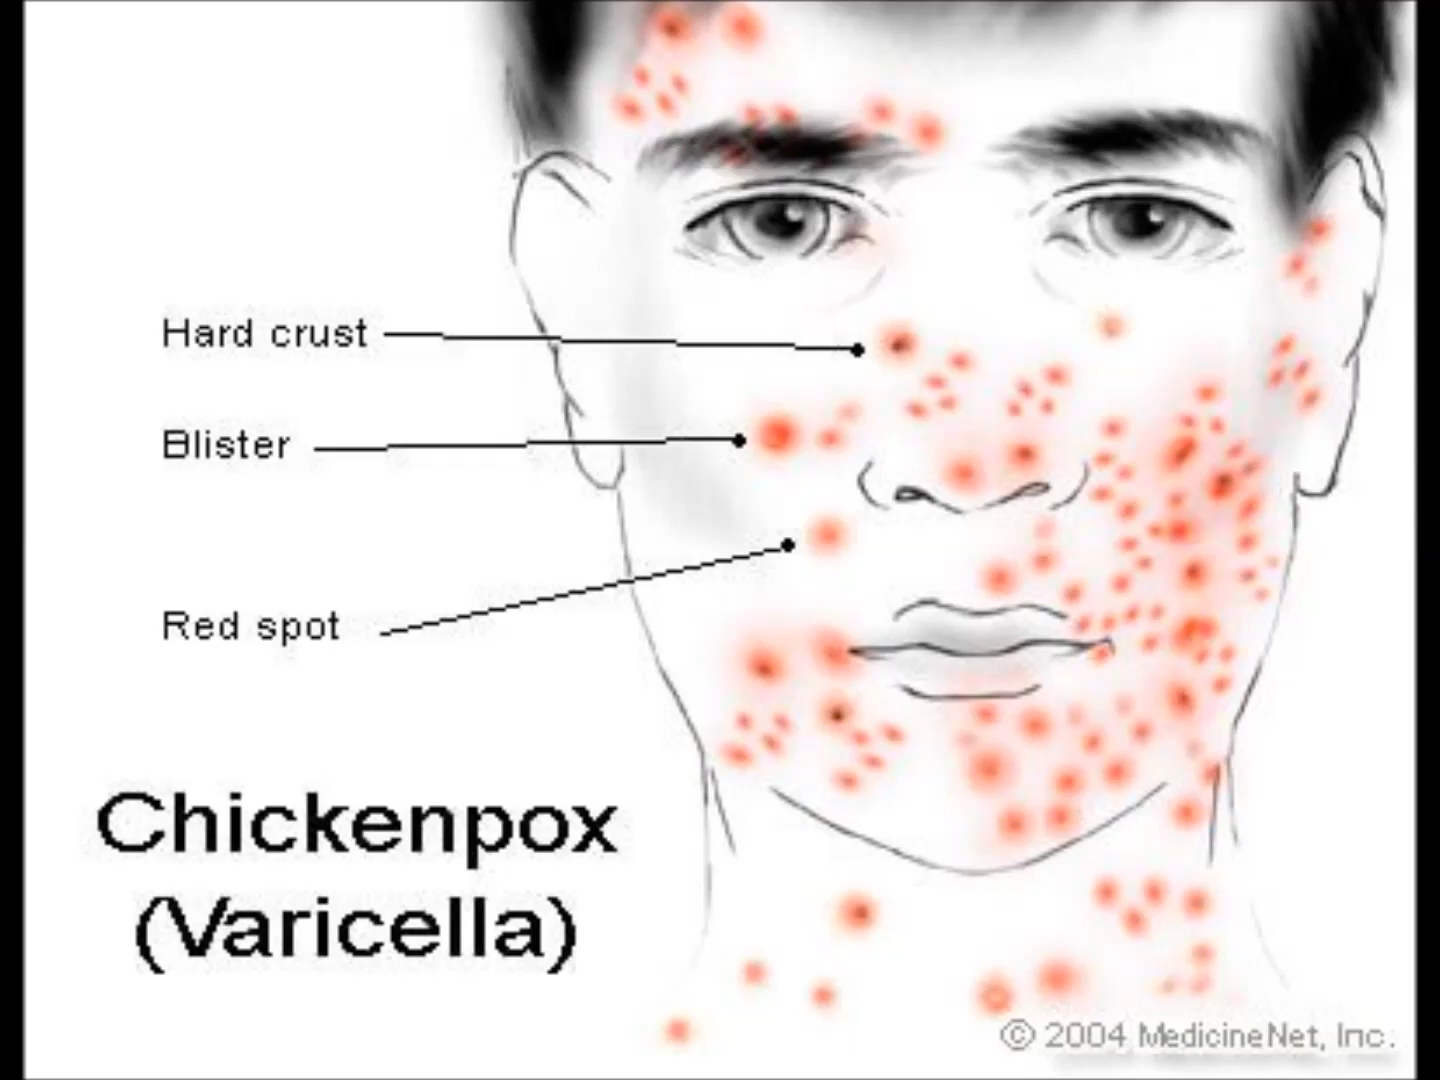 Hard crust
Blister
Red spot
Chickenpox
(Varicella)
© 2004 MedicineNet, Inc.